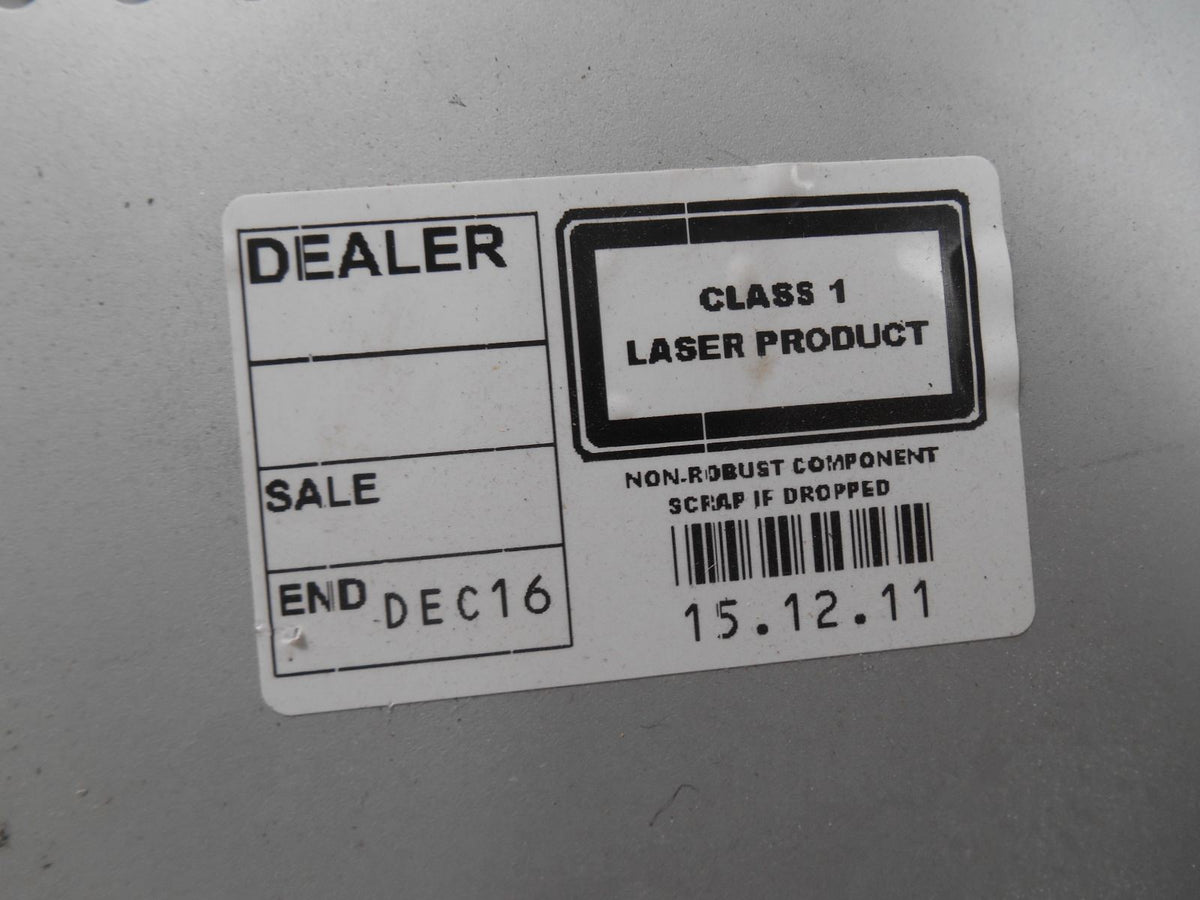 DEALER
SALE
END DEC16
CLASS 1
LASER PRODUCT
NON-ROBUST COMPONENT
SCRAP IF DROPPED
15.12.11